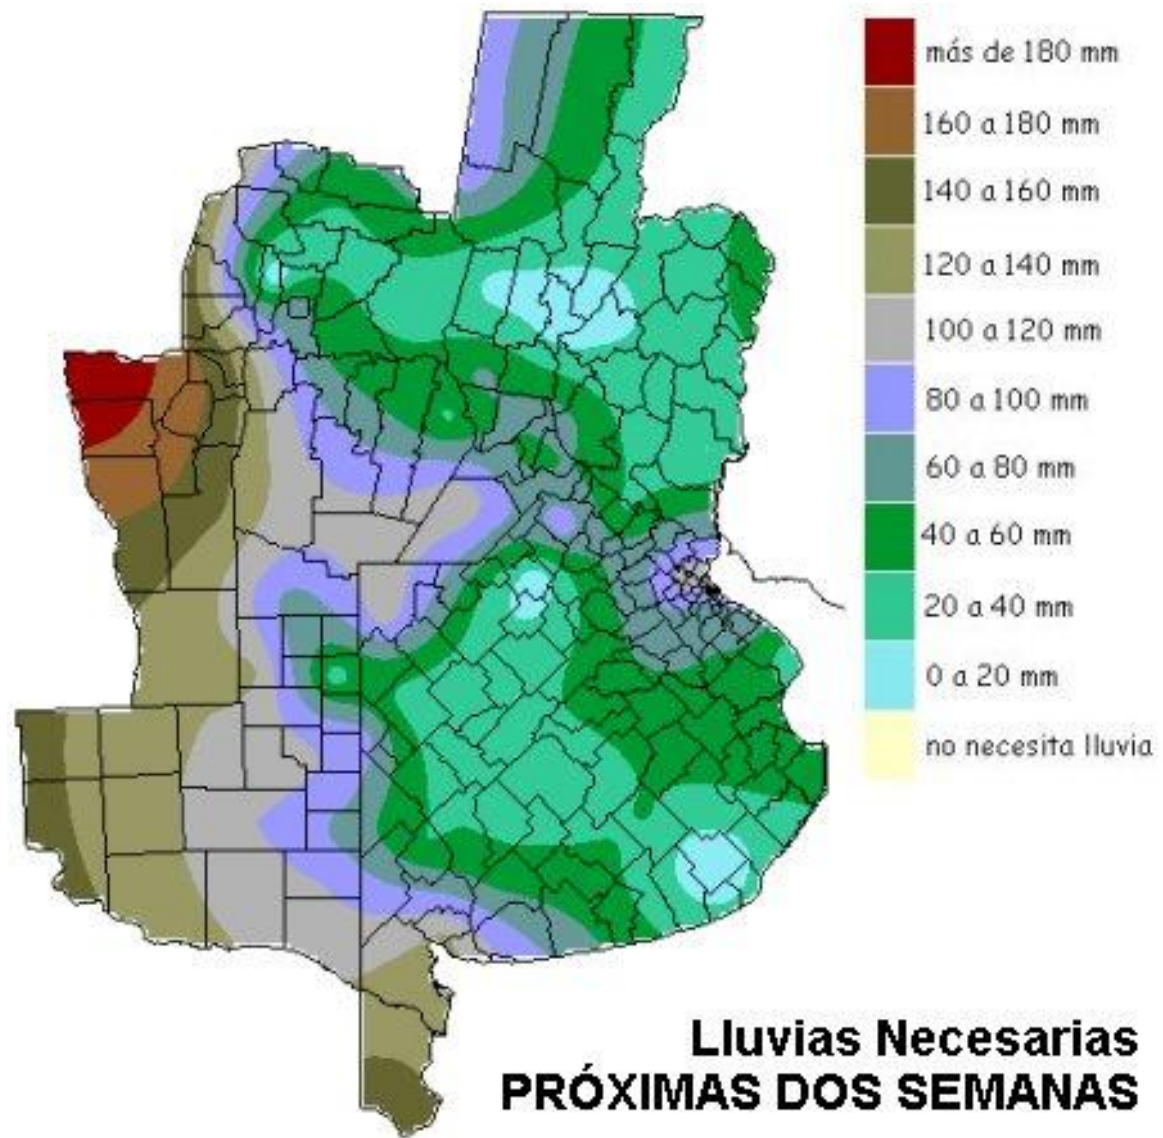 más de 180 mm
160 a 180 mm
140 a 160 mm
120 a 140 mm
100 a 120 mm
80 a 100 mm
60 a 80 mm
40 a 60 mm
20 a 40 mm
0 a 20 mm
no necesita lluvia
Lluvias Necesarias
PRÓXIMAS DOS SEMANAS